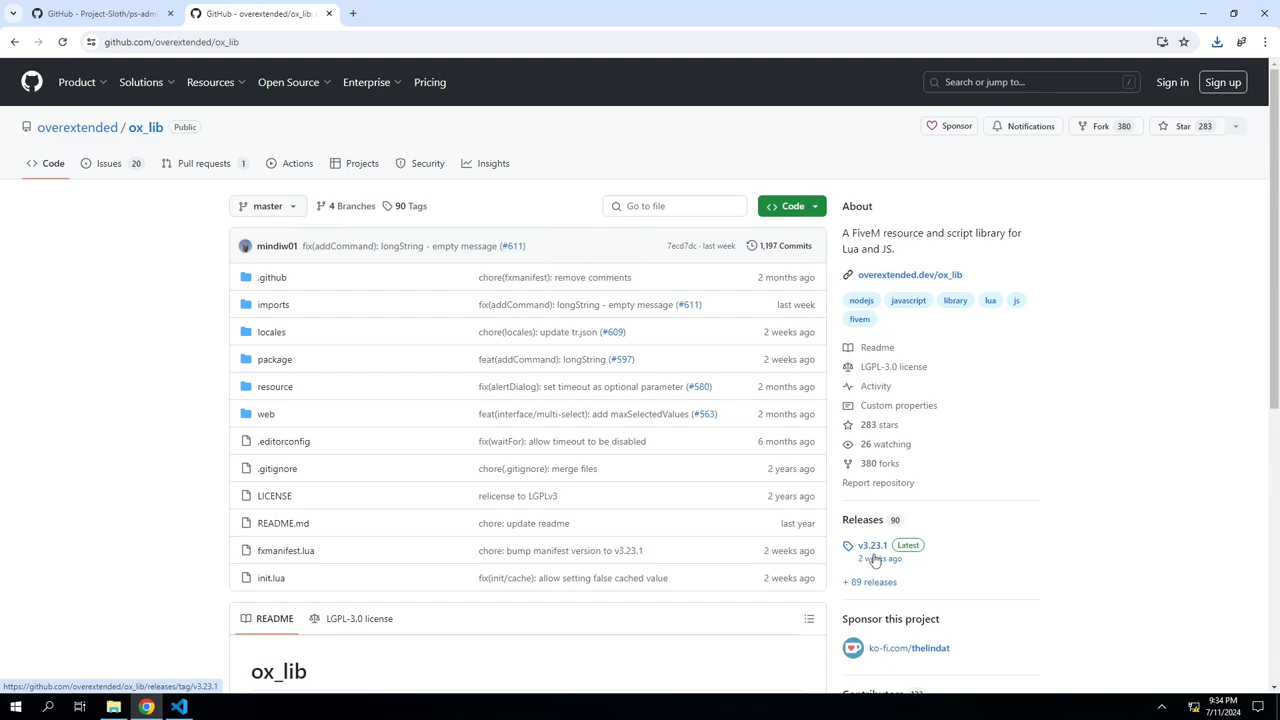 GitHub - Project-Sloth/ps-adm
GitHub - overextended/ox_lib: A
github.com/overextended/ox_lib
Product Solutions Resources Open Source Enterprise Pricing
Search or jump to... /
Sign in Sign up
overextended / ox_lib Public
Sponsor Notifications Fork 380 Star 283
Code Issues 20 Pull requests 1 Actions Projects Security Insights
master 4 Branches 90 Tags Go to file Code
mindiw01 fix(addCommand): longString - empty message (#611) 7ecd7dc · last week 1,197 Commits
.github chore(fxmanifest): remove comments 2 months ago
imports fix(addCommand): longString - empty message (#611) last week
locales chore(locales): update tr.json (#609) 2 weeks ago
package feat(addCommand): longString (#597) 2 weeks ago
resource fix(alertDialog): set timeout as optional parameter (#580) 2 months ago
web feat(interface/multi-select): add maxSelectedValues (#563) 2 months ago
.editorconfig fix(waitFor): allow timeout to be disabled 6 months ago
.gitignore chore(.gitignore): merge files 2 years ago
LICENSE relicense to LGPLv3 2 years ago
README.md chore: update readme last year
fxmanifest.lua chore: bump manifest version to v3.23.1 2 weeks ago
init.lua fix(init/cache): allow setting false cached value 2 weeks ago
README LGPL-3.0 license
ox_lib
About
A FiveM resource and script library for
Lua and JS.
overextended.dev/ox_lib
nodejs javascript library lua js
fivem
Readme
LGPL-3.0 license
Activity
Custom properties
283 stars
26 watching
380 forks
Report repository
Releases 90
v3.23.1 Latest
2 weeks ago
+ 89 releases
Sponsor this project
ko-fi.com/thelindat
https://github.com/overextended/ox_lib/releases/tag/v3.23.1
9:34 PM
7/11/2024